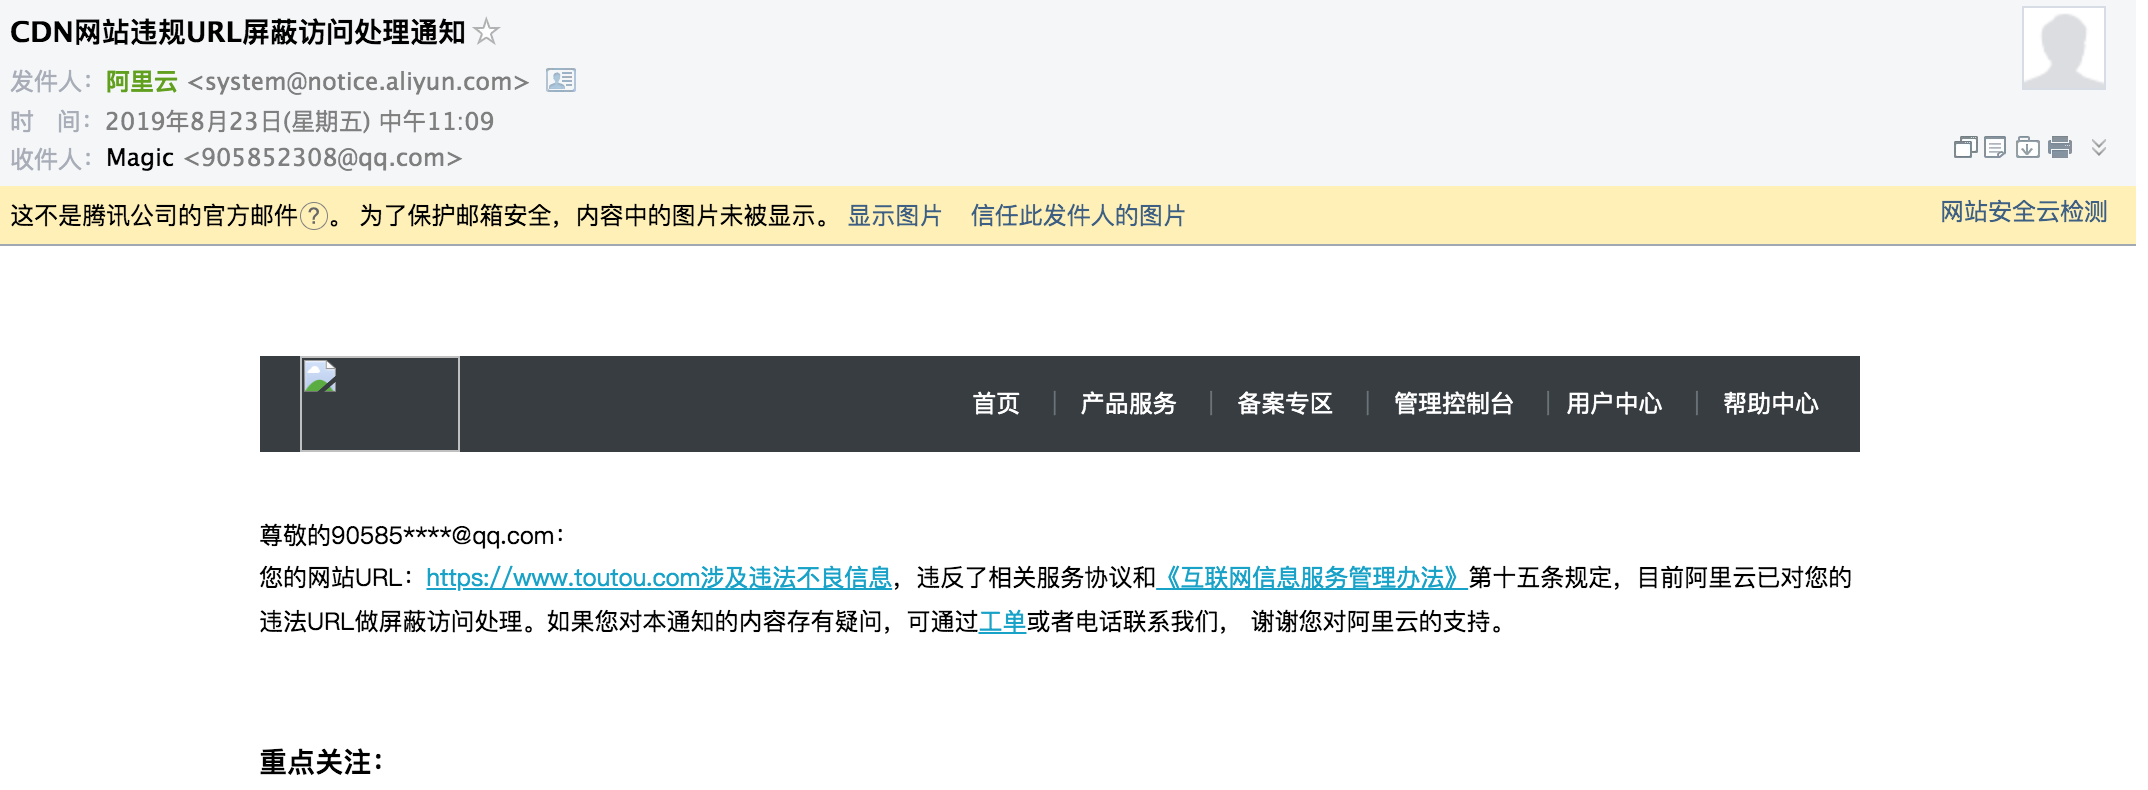 CDN网站违规URL屏蔽访问处理通知
发件人：阿里云 <system@notice.aliyun.com>
时 间：2019年8月23日(星期五) 中午11:09
收件人：Magic <905852308@qq.com>
这不是腾讯公司的官方邮件?。 为了保护邮箱安全，内容中的图片未被显示。 显示图片 信任此发件人的图片 网站安全云检测
首页 | 产品服务 | 备案专区 | 管理控制台 | 用户中心 | 帮助中心
尊敬的90585****@qq.com：
您的网站URL：https://www.toutou.com涉及违法不良信息，违反了相关服务协议和《互联网信息服务管理办法》第十五条规定，目前阿里云已对您的
违法URL做屏蔽访问处理。如果您对本通知的内容存有疑问，可通过工单或者电话联系我们， 谢谢您对阿里云的支持。
重点关注：